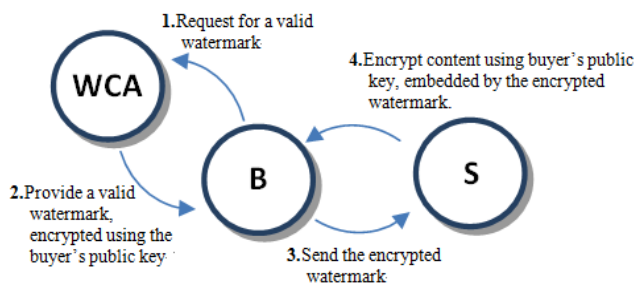 1.Request for a valid
watermark
WCA
4.Encrypt content using buyer's public
key, embedded by the encrypted
watermark.
B
S
2.Provide a valid
watermark,
encrypted using the
buyer's public key
3.Send the encrypted
watermark